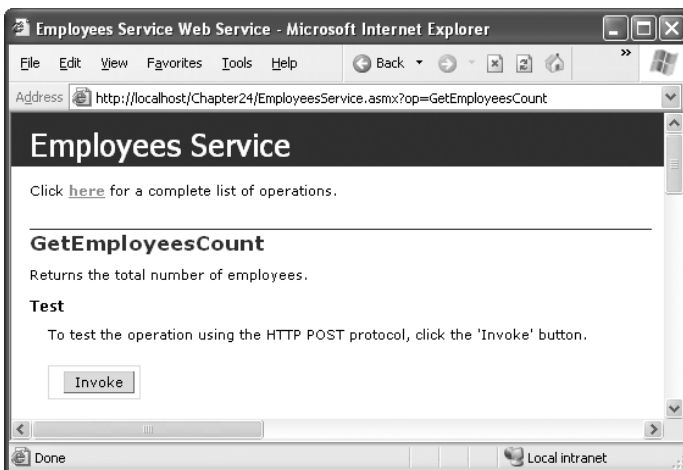 Employees Service Web Service - Microsoft Internet Explorer
File Edit View Favorites Tools Help Back »
Address http://localhost/Chapter24/EmployeesService.asmx?op=GetEmployeesCount
Employees Service
Click here for a complete list of operations.
GetEmployeesCount
Returns the total number of employees.
Test
To test the operation using the HTTP POST protocol, click the 'Invoke' button.
Invoke
Done Local intranet